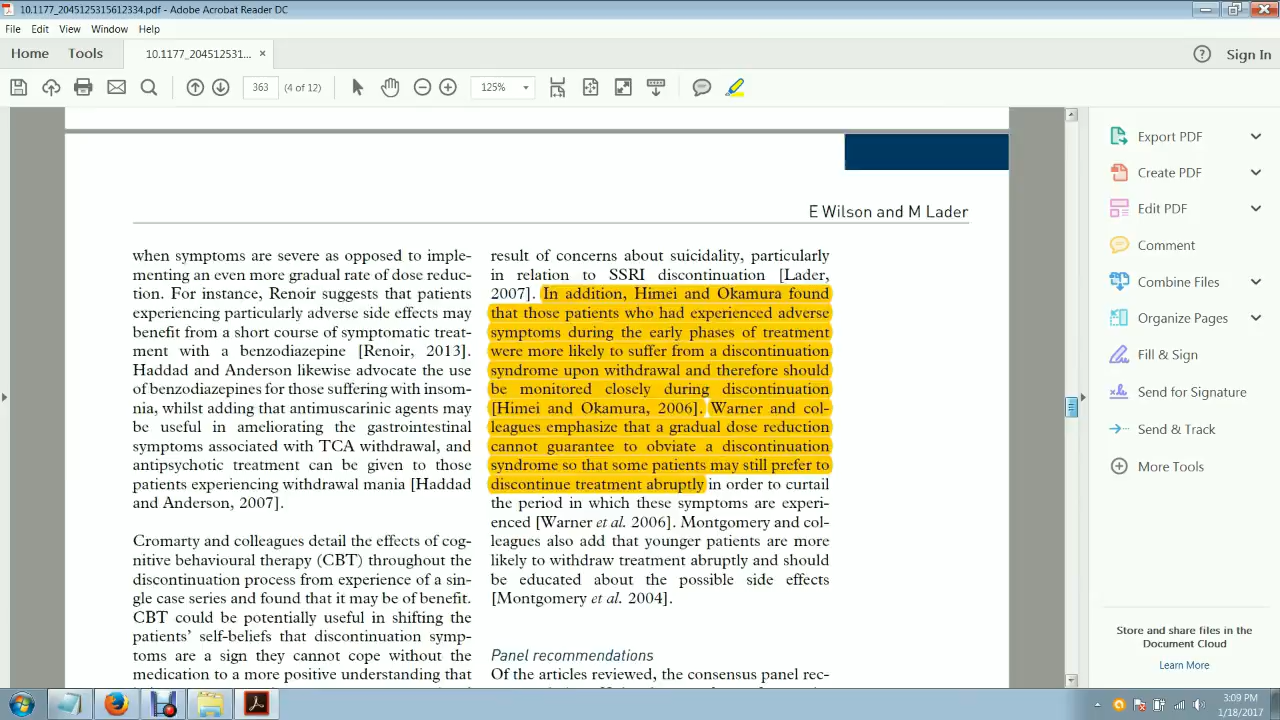 10.1177_2045125315612334.pdf - Adobe Acrobat Reader DC
File Edit View Window Help
Home Tools 10.1177_204512531... × Sign In
363 (4 of 12) 125%
E Wilson and M Lader
when symptoms are severe as opposed to imple-
menting an even more gradual rate of dose reduc-
tion. For instance, Renoir suggests that patients
experiencing particularly adverse side effects may
benefit from a short course of symptomatic treat-
ment with a benzodiazepine [Renoir, 2013].
Haddad and Anderson likewise advocate the use
of benzodiazepines for those suffering with insom-
nia, whilst adding that antimuscarinic agents may
be useful in ameliorating the gastrointestinal
symptoms associated with TCA withdrawal, and
antipsychotic treatment can be given to those
patients experiencing withdrawal mania [Haddad
and Anderson, 2007].
Cromarty and colleagues detail the effects of cog-
nitive behavioural therapy (CBT) throughout the
discontinuation process from experience of a sin-
gle case series and found that it may be of benefit.
CBT could be potentially useful in shifting the
patients' self-beliefs that discontinuation symp-
toms are a sign they cannot cope without the
medication to a more positive understanding that
result of concerns about suicidality, particularly
in relation to SSRI discontinuation [Lader,
2007]. In addition, Himei and Okamura found
that those patients who had experienced adverse
symptoms during the early phases of treatment
were more likely to suffer from a discontinuation
syndrome upon withdrawal and therefore should
be monitored closely during discontinuation
[Himei and Okamura, 2006]. Warner and col-
leagues emphasize that a gradual dose reduction
cannot guarantee to obviate a discontinuation
syndrome so that some patients may still prefer to
discontinue treatment abruptly in order to curtail
the period in which these symptoms are experi-
enced [Warner et al. 2006]. Montgomery and col-
leagues also add that younger patients are more
likely to withdraw treatment abruptly and should
be educated about the possible side effects
[Montgomery et al. 2004].
Panel recommendations
Of the articles reviewed, the consensus panel rec-
Export PDF
Create PDF
Edit PDF
Comment
Combine Files
Organize Pages
Fill & Sign
Send for Signature
Send & Track
More Tools
Store and share files in the
Document Cloud
Learn More
3:09 PM
1/18/2017